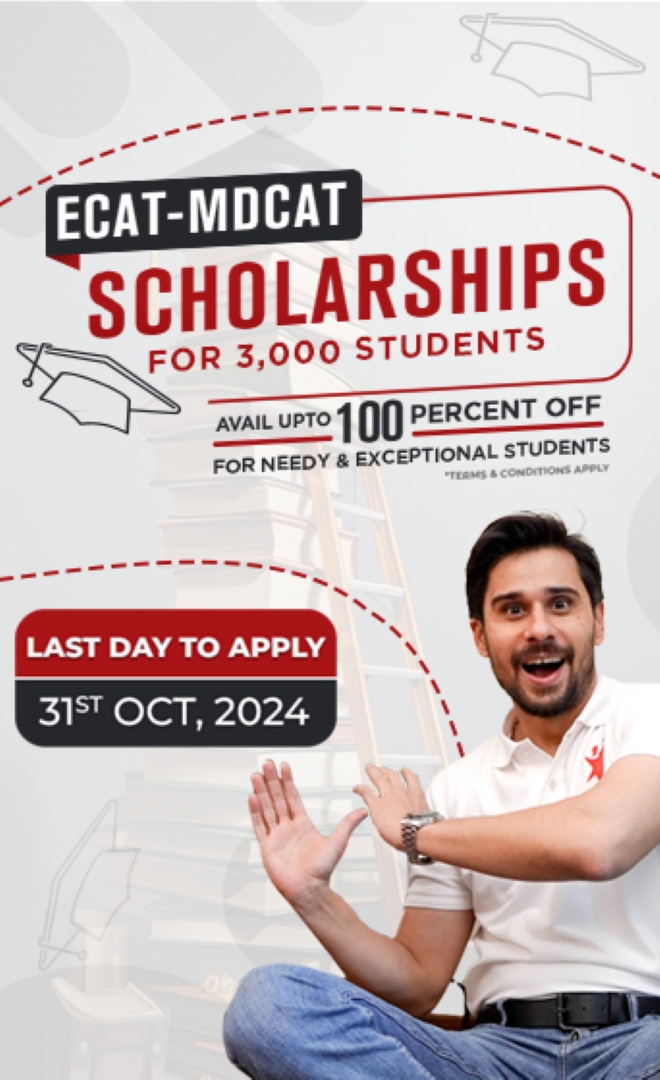 ECAT-MDCAT
SCHOLARSHIPS
FOR 3,000 STUDENTS
AVAIL UPTO 100 PERCENT OFF
FOR NEEDY & EXCEPTIONAL STUDENTS
*TERMS & CONDITIONS APPLY
LAST DAY TO APPLY
31ST OCT, 2024